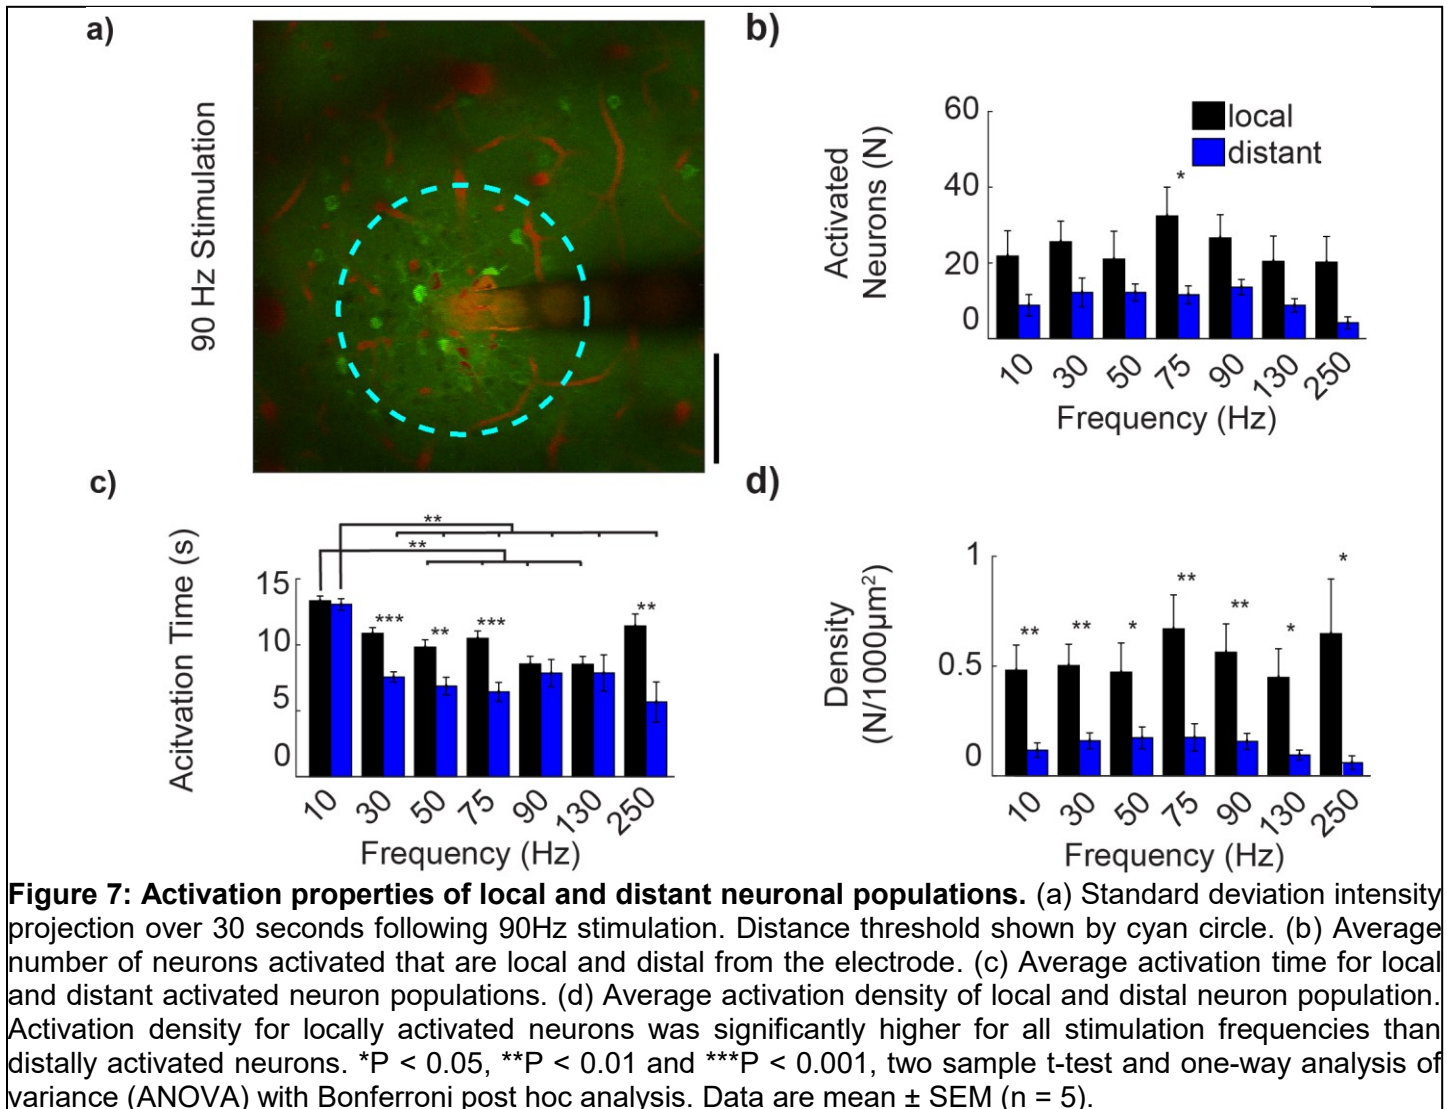 a)
90 Hz Stimulation
b)
60
40
20
0
Activated
Neurons (N)
local
distant
*
10
30
50
75
90
130
250
Frequency (Hz)
c)
Acitvation Time (s)
15
10
5
0
**
**
***
**
***
**
10
30
50
75
90
130
250
Frequency (Hz)
d)
Density
(N/1000µm²)
1
0.5
0
**
**
*
**
**
*
*
10
30
50
75
90
130
250
Frequency (Hz)
Figure 7: Activation properties of local and distant neuronal populations. (a) Standard deviation intensity
projection over 30 seconds following 90Hz stimulation. Distance threshold shown by cyan circle. (b) Average
number of neurons activated that are local and distal from the electrode. (c) Average activation time for local
and distant activated neuron populations. (d) Average activation density of local and distal neuron population.
Activation density for locally activated neurons was significantly higher for all stimulation frequencies than
distally activated neurons. *P < 0.05, **P < 0.01 and ***P < 0.001, two sample t-test and one-way analysis of
variance (ANOVA) with Bonferroni post hoc analysis. Data are mean ± SEM (n = 5).